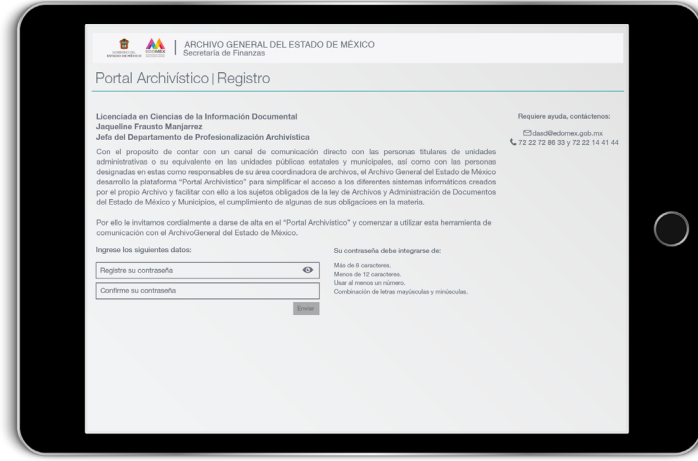 GOBIERNO DEL
ESTADO DE MÉXICO
EDOMÉX
ARCHIVO GENERAL DEL ESTADO DE MÉXICO
Secretaría de Finanzas
Portal Archivístico | Registro
Licenciada en Ciencias de la Información Documental
Jaqueline Frausto Manjarrez
Jefa del Departamento de Profesionalización Archivística
Requiere ayuda, contáctenos:
dasd@edomex.gob.mx
72 22 72 86 33 y 72 22 14 41 44
Con el proposito de contar con un canal de comunicación directo con las personas titulares de unidades
administrativas o su equivalente en las unidades públicas estatales y municipales, así como con las personas
designadas en estas como responsables de su área coordinadora de archivos, el Archivo General del Estado de México
desarrollo la plataforma "Portal Archivistico" para simplificar el acceso a los diferentes sistemas informáticos creados
por el propio Archivo y facilitar con ello a los sujetos obligados de la ley de Archivos y Administración de Documentos
del Estado de México y Municipios, el cumplimiento de algunas de sus obligacioes en la materia.
Por ello le invitamos cordialmente a darse de alta en el "Portal Archivistico" y comenzar a utilizar esta herramienta de
comunicación con el ArchivoGeneral del Estado de México.
Ingrese los siguientes datos:
Registre su contraseña
Confirme su contraseña
Enviar
Su contraseña debe integrarse de:
Más de 8 caracteres.
Menos de 12 caracteres.
Usar al menos un número.
Combinación de letras mayúsculas y minúsculas.